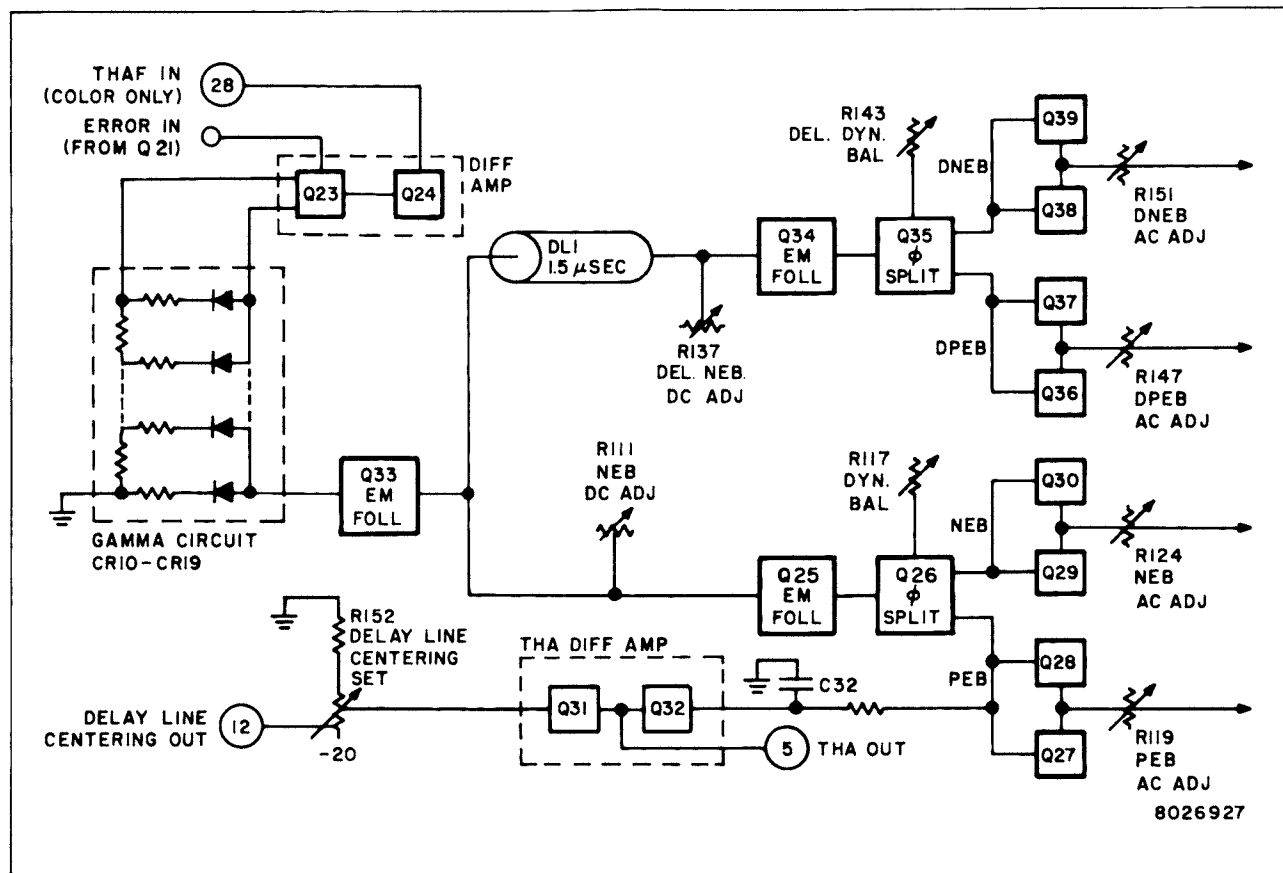 THAF IN
(COLOR ONLY)
28
ERROR IN
(FROM Q21)
DIFF
AMP
Q23
Q24
GAMMA CIRCUIT
CR10-CR19
Q33
EM
FOLL
DL1
1.5 μSEC
R137
DEL. NEB.
DC ADJ
R111
NEB
DC ADJ
Q34
EM
FOLL
R143
DEL. DYN.
BAL
Q35
ϕ
SPLIT
DNEB
Q39
Q38
R151
DNEB
AC ADJ
DPEB
Q37
Q36
R147
DPEB
AC ADJ
Q25
EM
FOLL
R117
DYN.
BAL
Q26
ϕ
SPLIT
NEB
Q30
Q29
R124
NEB
AC ADJ
PEB
Q28
Q27
R119
PEB
AC ADJ
R152
DELAY LINE
CENTERING
SET
DELAY LINE
CENTERING OUT
12
-20
THA DIFF AMP
Q31
Q32
C32
5
THA OUT
8026927